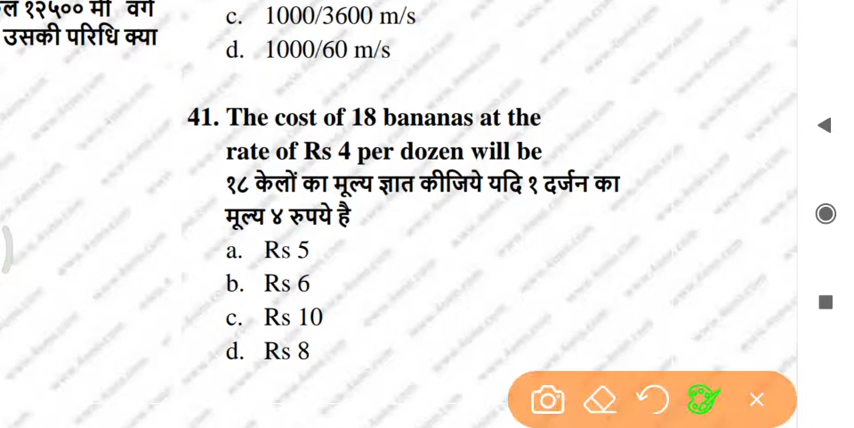 ल १२५०० मी वर्ग
उसकी परिधि क्या
c. 1000/3600 m/s
d. 1000/60 m/s
41. The cost of 18 bananas at the
rate of Rs 4 per dozen will be
१८ केलों का मूल्य ज्ञात कीजिये यदि १ दर्जन का
मूल्य ४ रुपये है
a. Rs 5
b. Rs 6
c. Rs 10
d. Rs 8